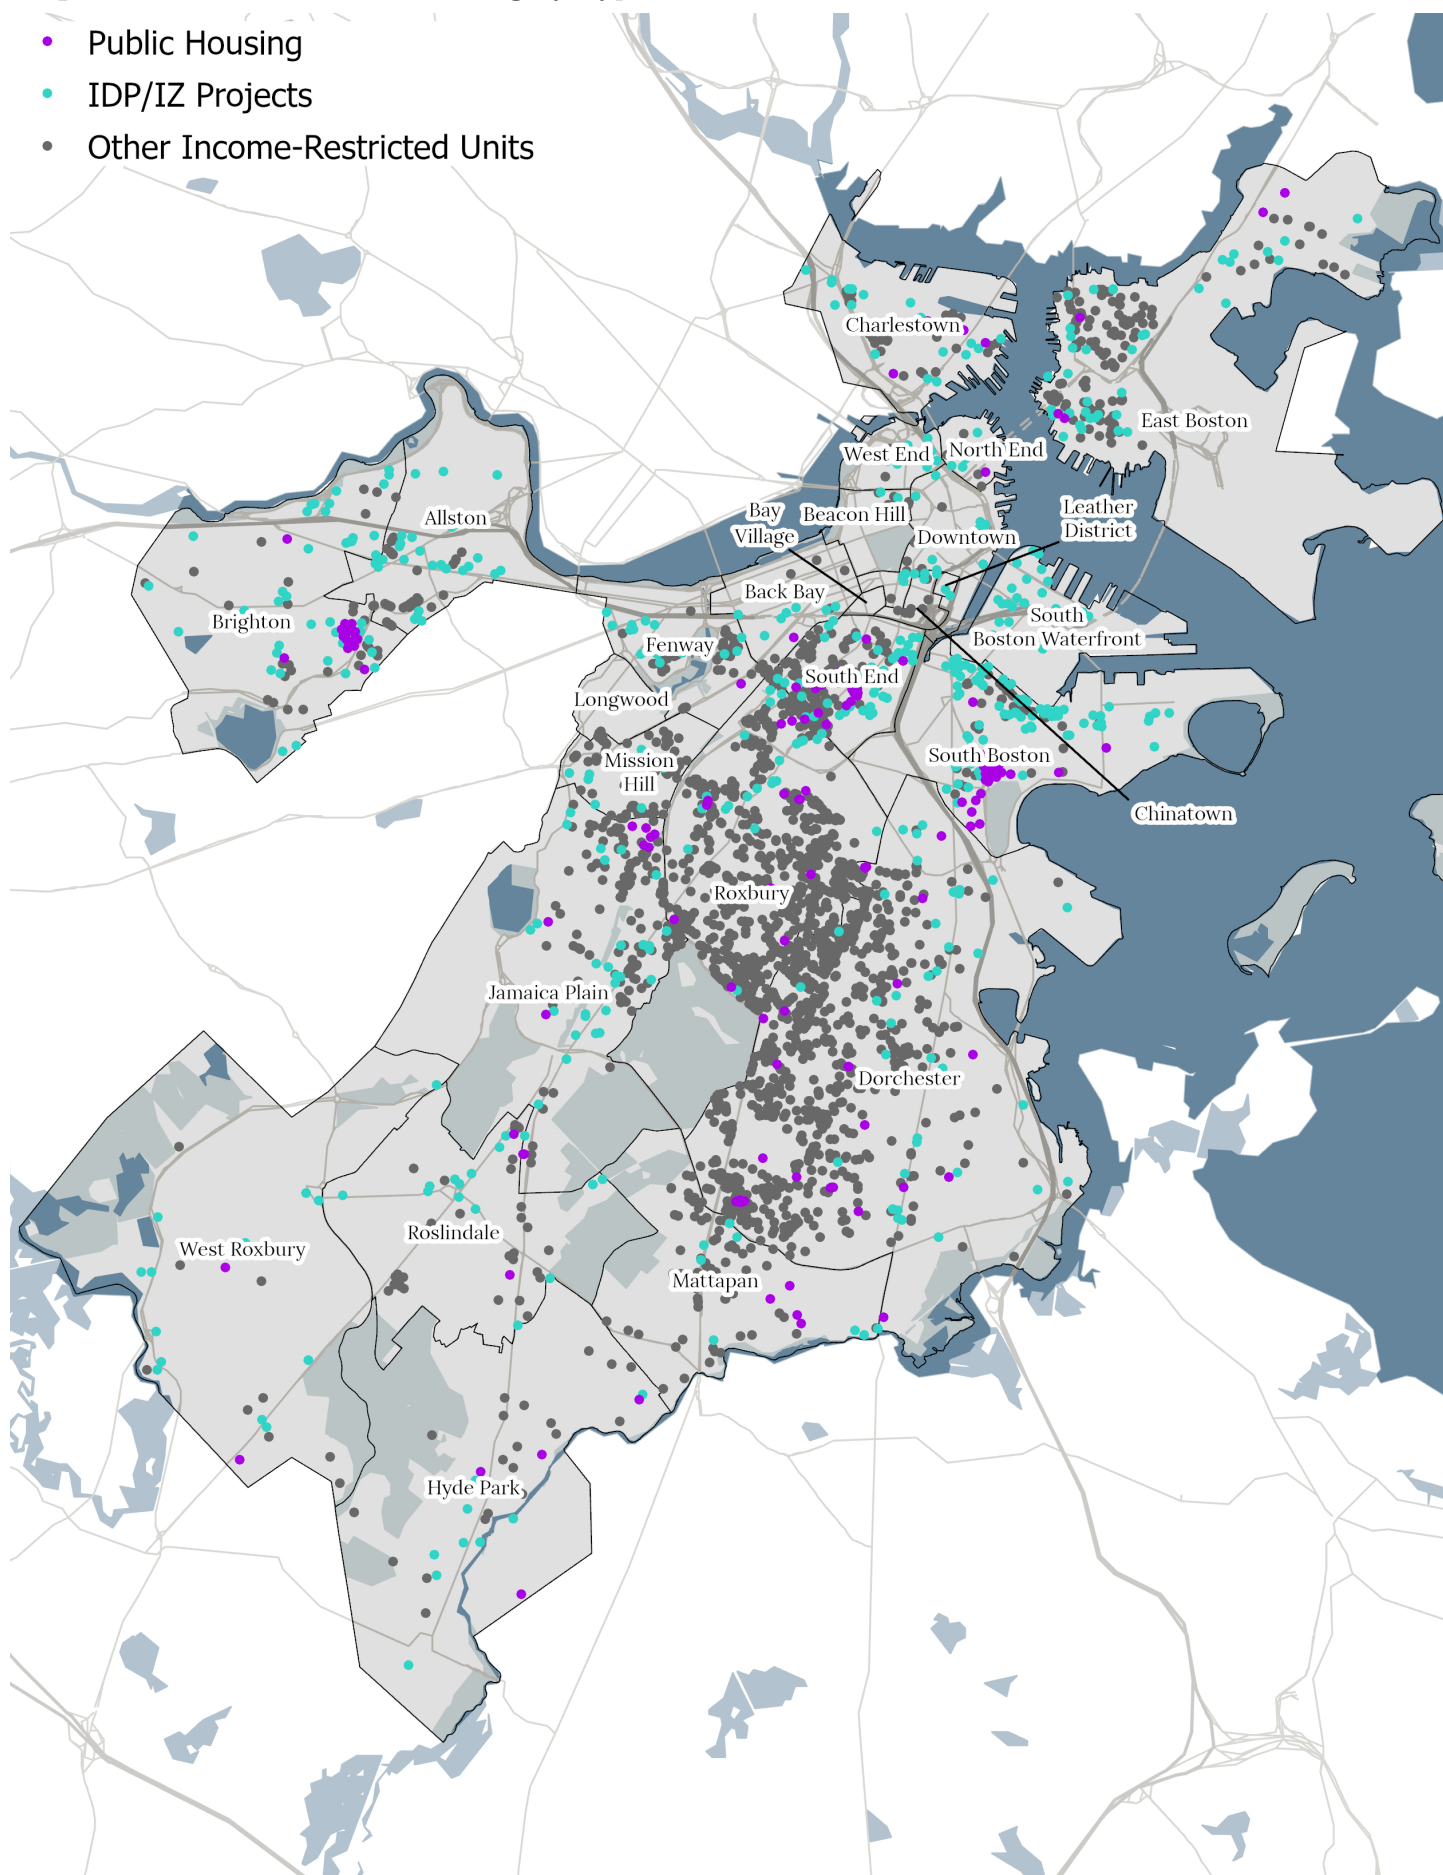 Public Housing
IDP/IZ Projects
Other Income-Restricted Units
Charlestown
East Boston
West End
North End
Leather
District
Bay
Village
Beacon Hill
Allston
Downtown
Back Bay
South
Boston Waterfront
Brighton
Fenway
South End
Longwood
South Boston
Mission
Hill
Chinatown
Roxbury
Jamaica Plain
Dorchester
Roslindale
West Roxbury
Mattapan
Hyde Park